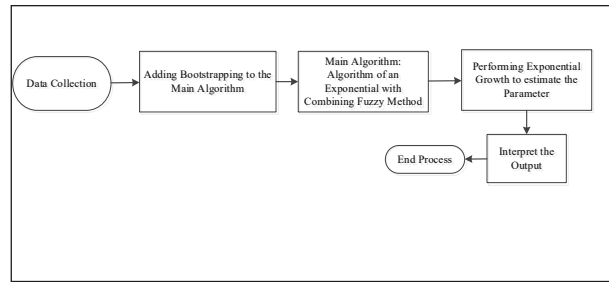 Data Collection
Adding Bootstrapping to the
Main Algorithm
Main Algorithm:
Algorithm of an
Exponential with
Combining Fuzzy Method
Performing Exponential
Growth to estimate the
Parameter
Interpret the
Output
End Process